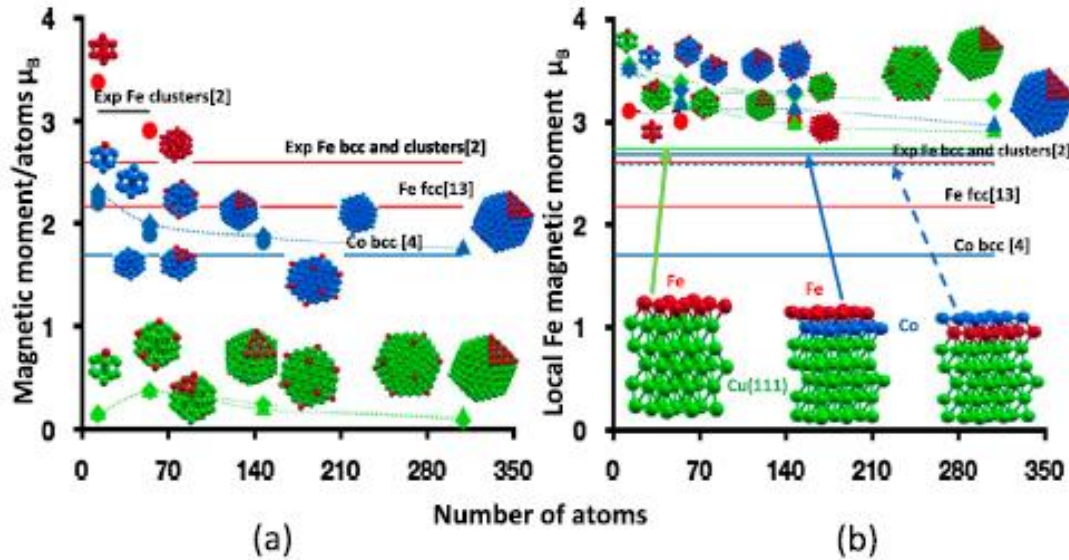 Magnetic moment/atoms μB
4
3
2
1
0
Exp Fe clusters[2]
Exp Fe bcc and clusters[2]
Fe fcc[13]
Co bcc [4]
0 70 140 210 280 350
(a)
Local Fe magnetic moment μB
4
3
2
1
0
Exp Fe bcc and clusters[2]
Fe fcc[13]
Co bcc [4]
Fe
Fe
Co
Cu(111)
0 70 140 210 280 350
(b)
Number of atoms